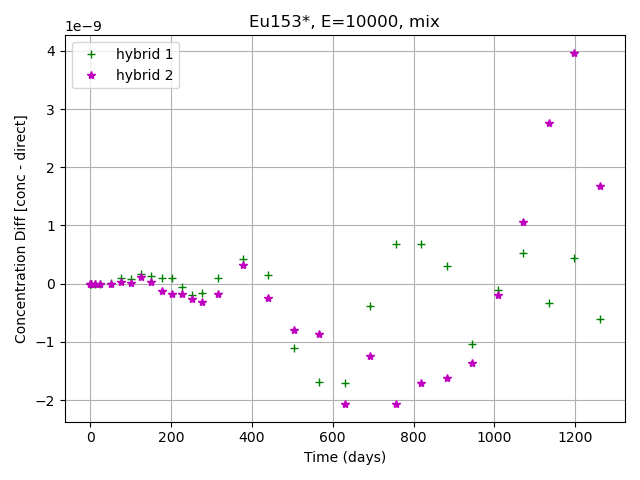 Eu153*, E=10000, mix
1e−9
hybrid 1
hybrid 2
Concentration Diff [conc - direct]
4
3
2
1
0
−1
−2
0 200 400 600 800 1000 1200
Time (days)